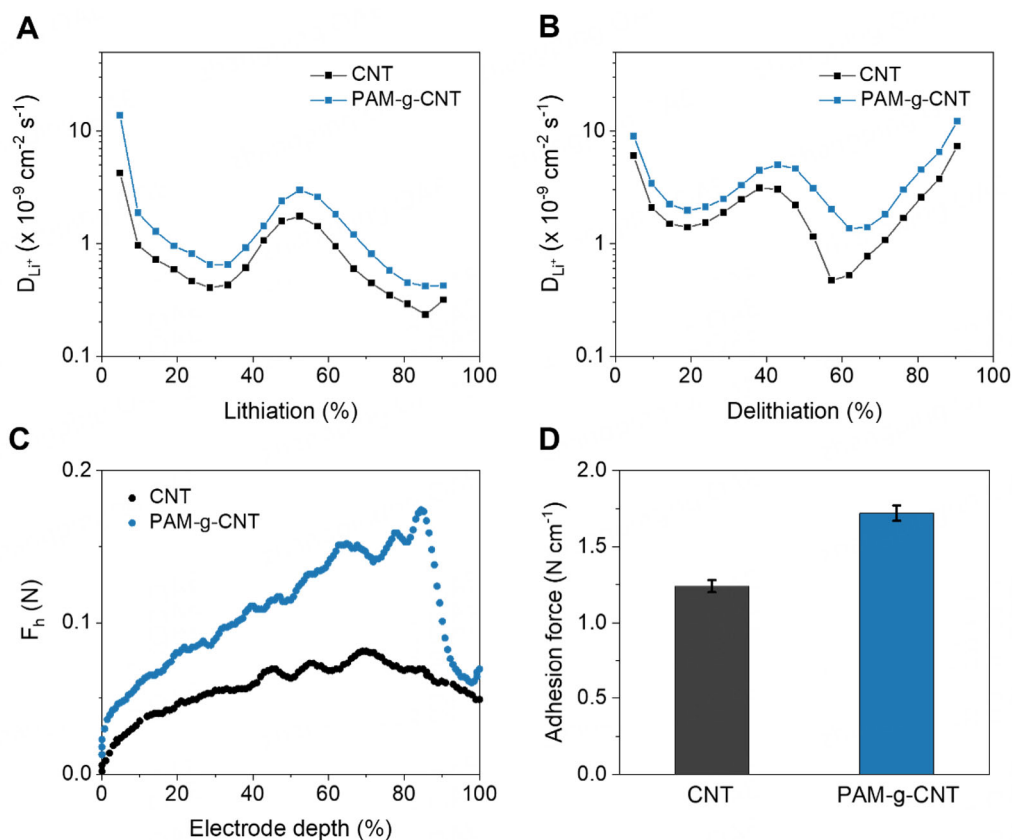 A
CNT
PAM-g-CNT
D_Li⁺ (x 10⁻⁹ cm⁻² s⁻¹)
10
1
0.1
0
20
40
60
80
100
Lithiation (%)
B
CNT
PAM-g-CNT
D_Li⁺ (x 10⁻⁹ cm⁻² s⁻¹)
10
1
0.1
0
20
40
60
80
100
Delithiation (%)
C
CNT
PAM-g-CNT
F_h (N)
0.2
0.1
0.0
0
20
40
60
80
100
Electrode depth (%)
D
Adhesion force (N cm⁻¹)
2.0
1.5
1.0
0.5
0.0
CNT
PAM-g-CNT